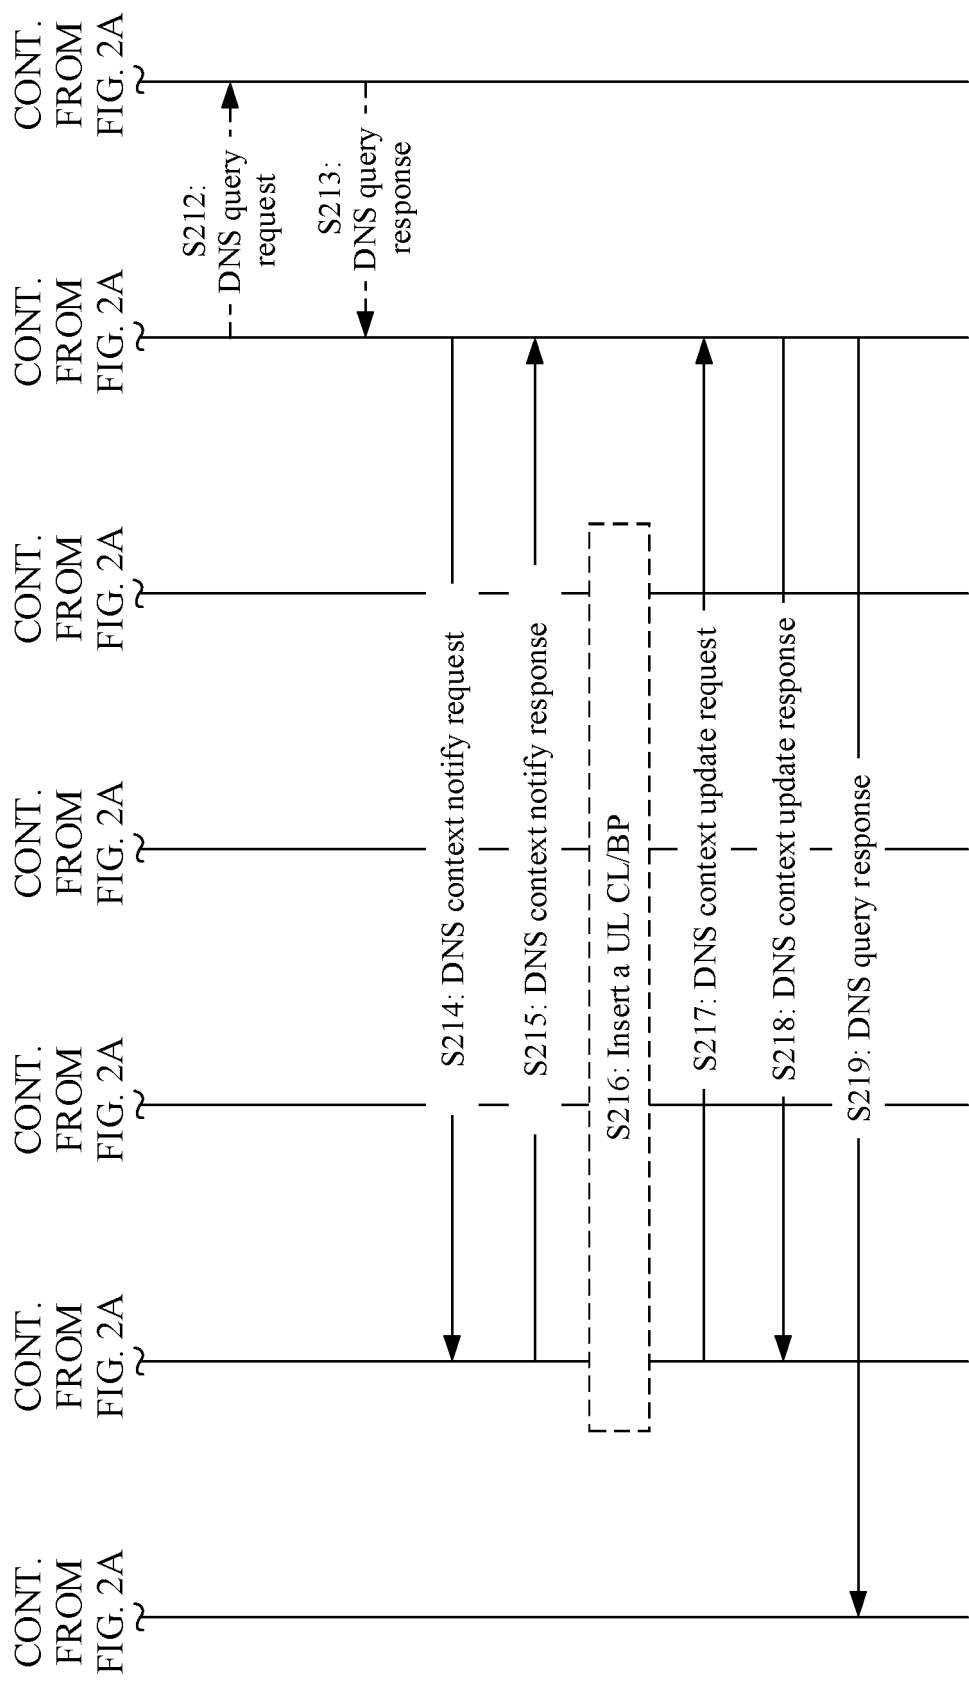 CONT.
FROM
FIG. 2A
CONT.
FROM
FIG. 2A
CONT.
FROM
FIG. 2A
CONT.
FROM
FIG. 2A
CONT.
FROM
FIG. 2A
CONT.
FROM
FIG. 2A
CONT.
FROM
FIG. 2A
S212:
DNS query
request
S213:
DNS query
response
S214: DNS context notify request
S215: DNS context notify response
S216: Insert a UL CL/BP
S217: DNS context update request
S218: DNS context update response
S219: DNS query response